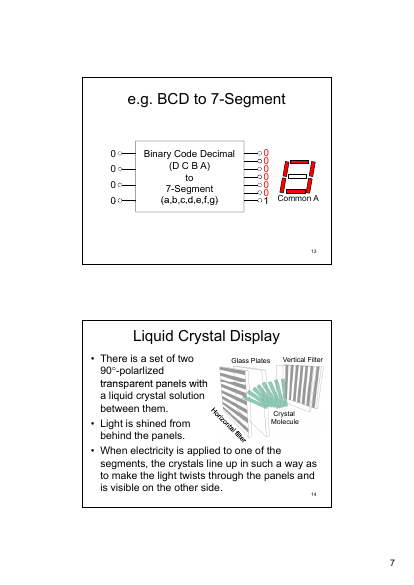 e.g. BCD to 7-Segment
0
0
0
0
Binary Code Decimal
(D C B A)
to
7-Segment
(a,b,c,d,e,f,g)
0
0
0
0
0
0
1
Common A
13
Liquid Crystal Display
• There is a set of two
90°-polarlized
transparent panels with
a liquid crystal solution
between them.
• Light is shined from
behind the panels.
• When electricity is applied to one of the
segments, the crystals line up in such a way as
to make the light twists through the panels and
is visible on the other side.
Glass Plates
Vertical Filter
Crystal
Molecule
Horizontal filter
14
7